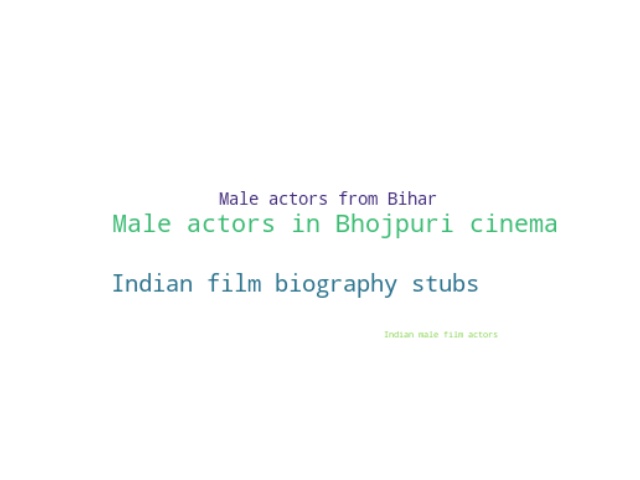 Male actors from Bihar
Male actors in Bhojpuri cinema
Indian film biography stubs
Indian male film actors